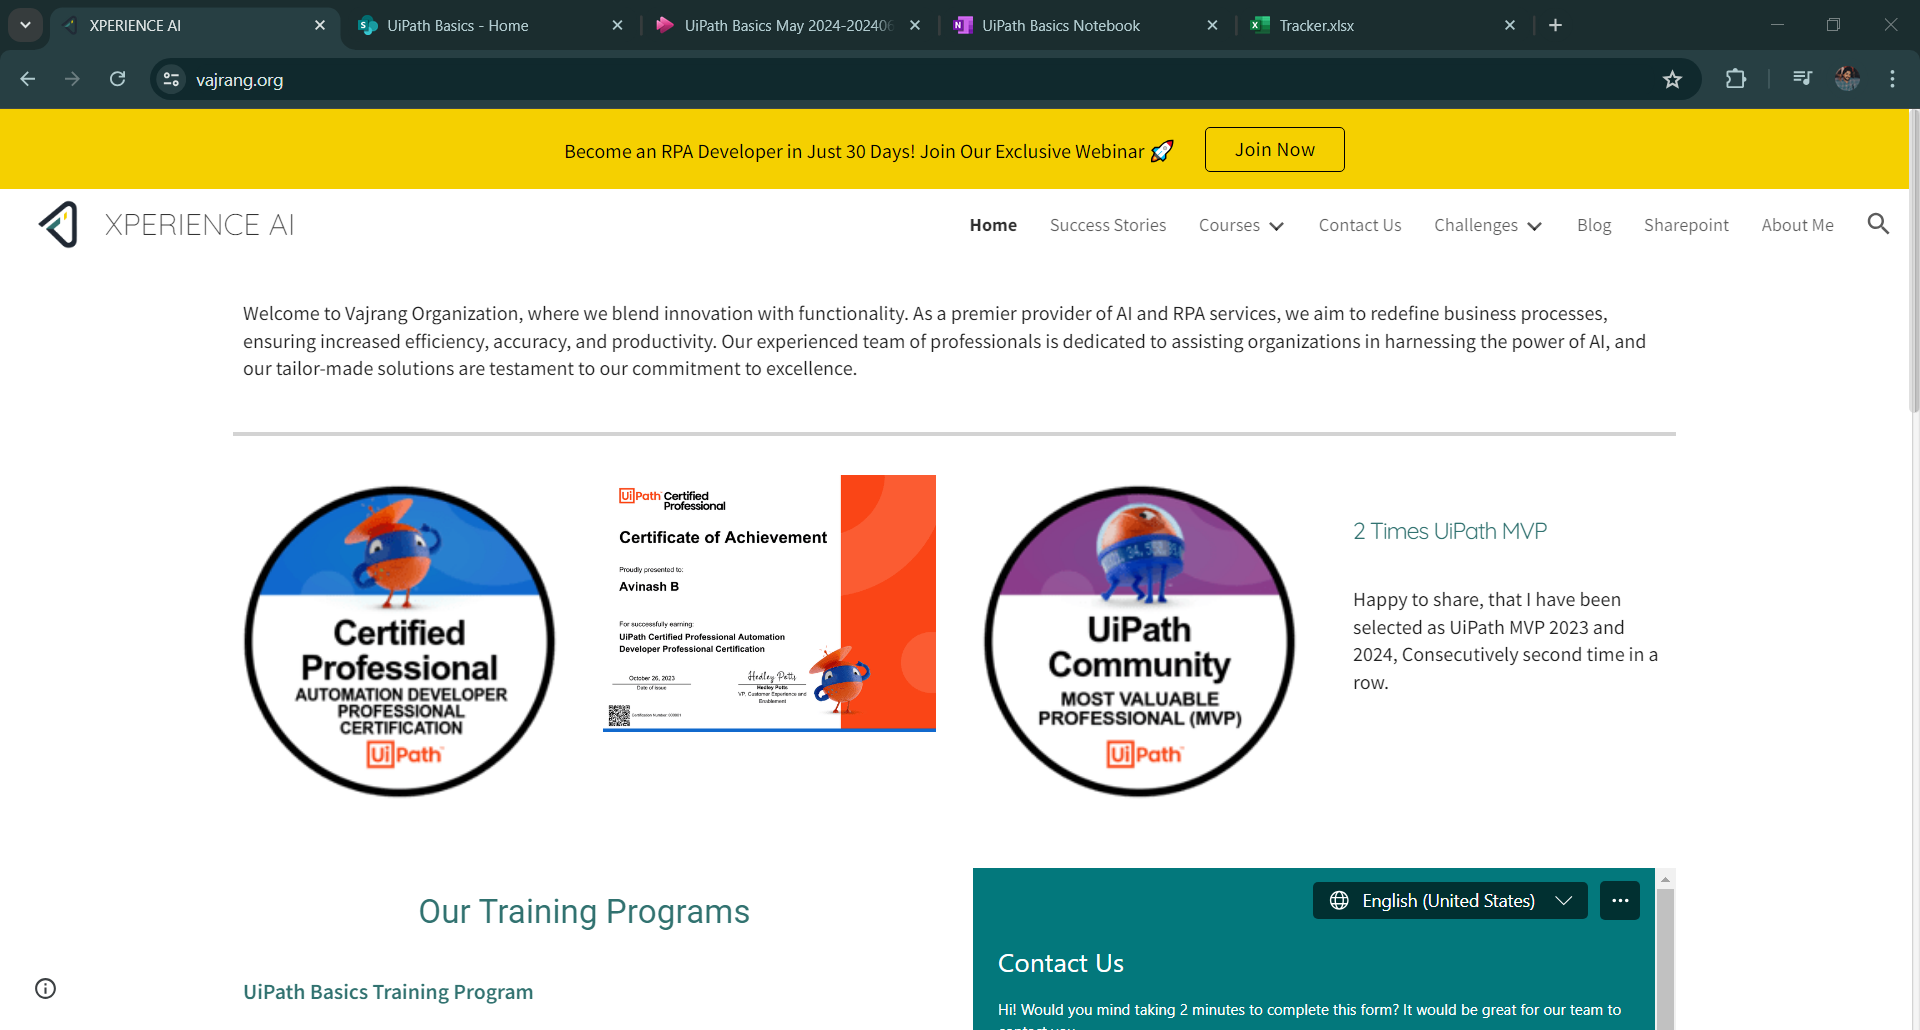 XPERIENCE AI
UiPath Basics - Home
UiPath Basics May 2024-202406
UiPath Basics Notebook
Tracker.xlsx
vajrang.org
Become an RPA Developer in Just 30 Days! Join Our Exclusive Webinar 🚀
Join Now
XPERIENCE AI
Home
Success Stories
Courses
Contact Us
Challenges
Blog
Sharepoint
About Me
Welcome to Vajrang Organization, where we blend innovation with functionality. As a premier provider of AI and RPA services, we aim to redefine business processes,
ensuring increased efficiency, accuracy, and productivity. Our experienced team of professionals is dedicated to assisting organizations in harnessing the power of AI, and
our tailor-made solutions are testament to our commitment to excellence.
Certified
Professional
AUTOMATION DEVELOPER
PROFESSIONAL
CERTIFICATION
UiPath
UiPath Certified
Professional
Certificate of Achievement
Proudly presented to:
Avinash B
For successfully earning:
UiPath Certified Professional Automation
Developer Professional Certification
October 26, 2023
Date of issue
Hedley Potts
Hedley Potts
VP, Customer Experience and
Enablement
Certification Number:
UiPath
Community
MOST VALUABLE
PROFESSIONAL (MVP)
UiPath
2 Times UiPath MVP
Happy to share, that I have been
selected as UiPath MVP 2023 and
2024, Consecutively second time in a
row.
Our Training Programs
UiPath Basics Training Program
English (United States)
Contact Us
Hi! Would you mind taking 2 minutes to complete this form? It would be great for our team to